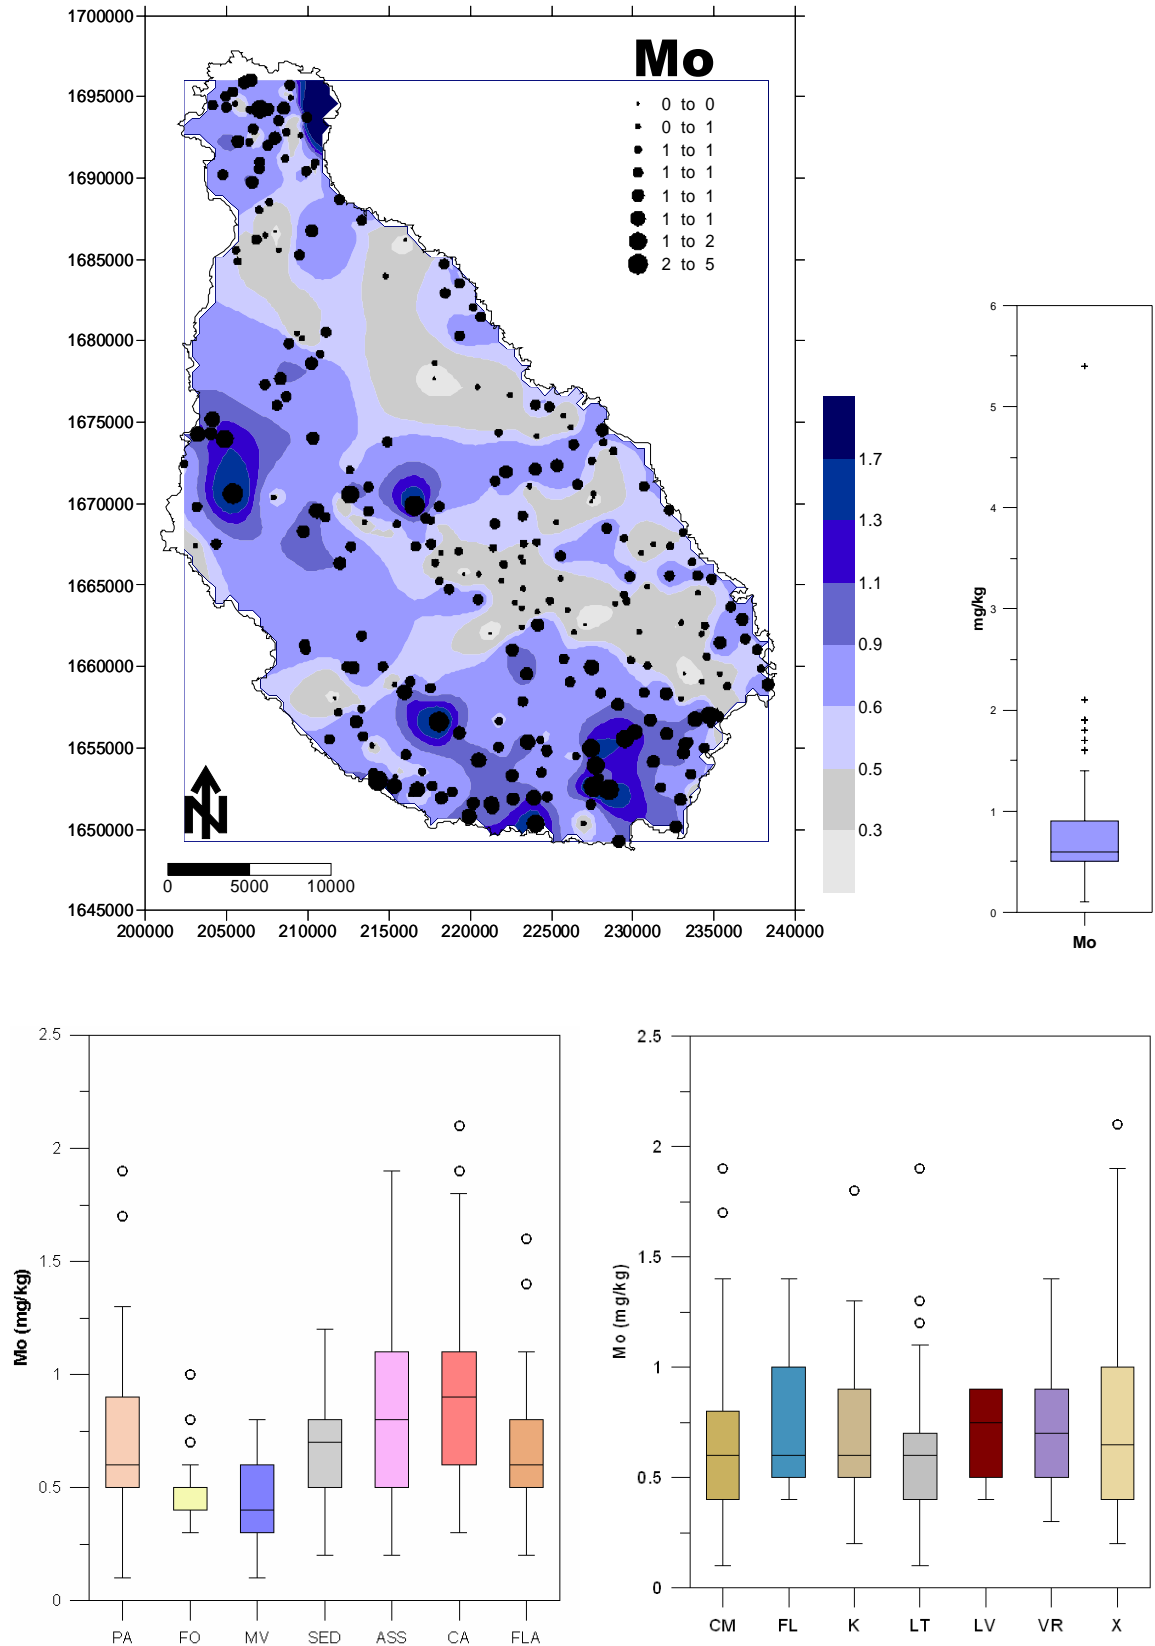 1700000
1695000
1690000
1685000
1680000
1675000
1670000
1665000
1660000
1655000
1650000
1645000
200000 205000 210000 215000 220000 225000 230000 235000 240000
Mo
0 to 0
0 to 1
1 to 1
1 to 1
1 to 1
1 to 1
1 to 2
2 to 5
N
0 5000 10000
1.7
1.3
1.1
0.9
0.6
0.5
0.3
6
5
4
3
2
1
0
mg/kg
Mo
2.5
2
1.5
1
0.5
0
Mo (mg/kg)
PA FO MV SED ASS CA FLA
2.5
2
1.5
1
0.5
0
Mo (mg/kg)
CM FL K LT LV VR X